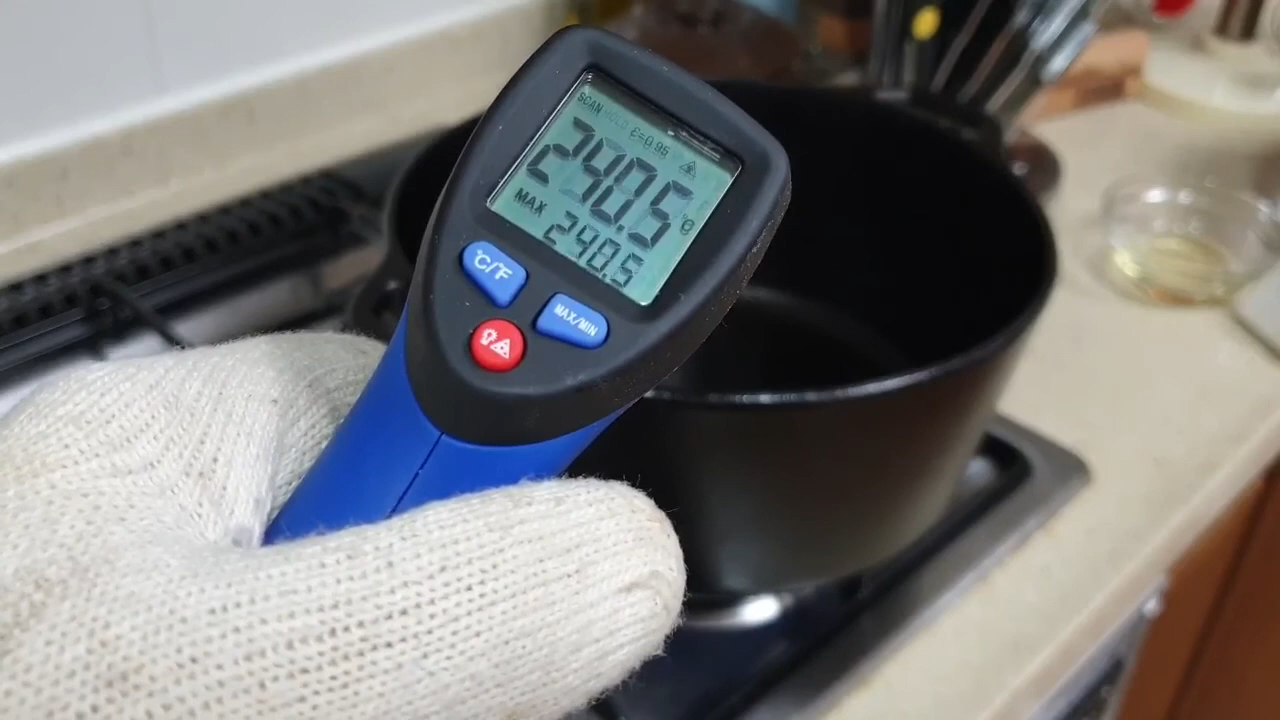 SCAN HOLD ε=0.95
240.5 °C
MAX
240.5
°C/°F
MAX/MIN